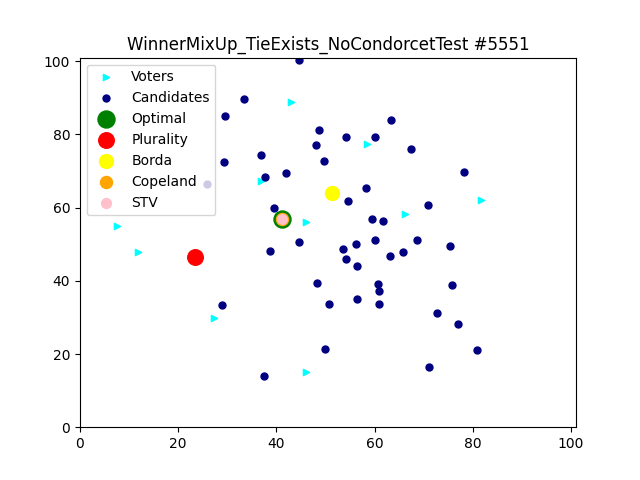 WinnerMixUp_TieExists_NoCondorcetTest #5551
Voters
Candidates
Optimal
Plurality
Borda
Copeland
STV
100
80
60
40
20
0
0 20 40 60 80 100